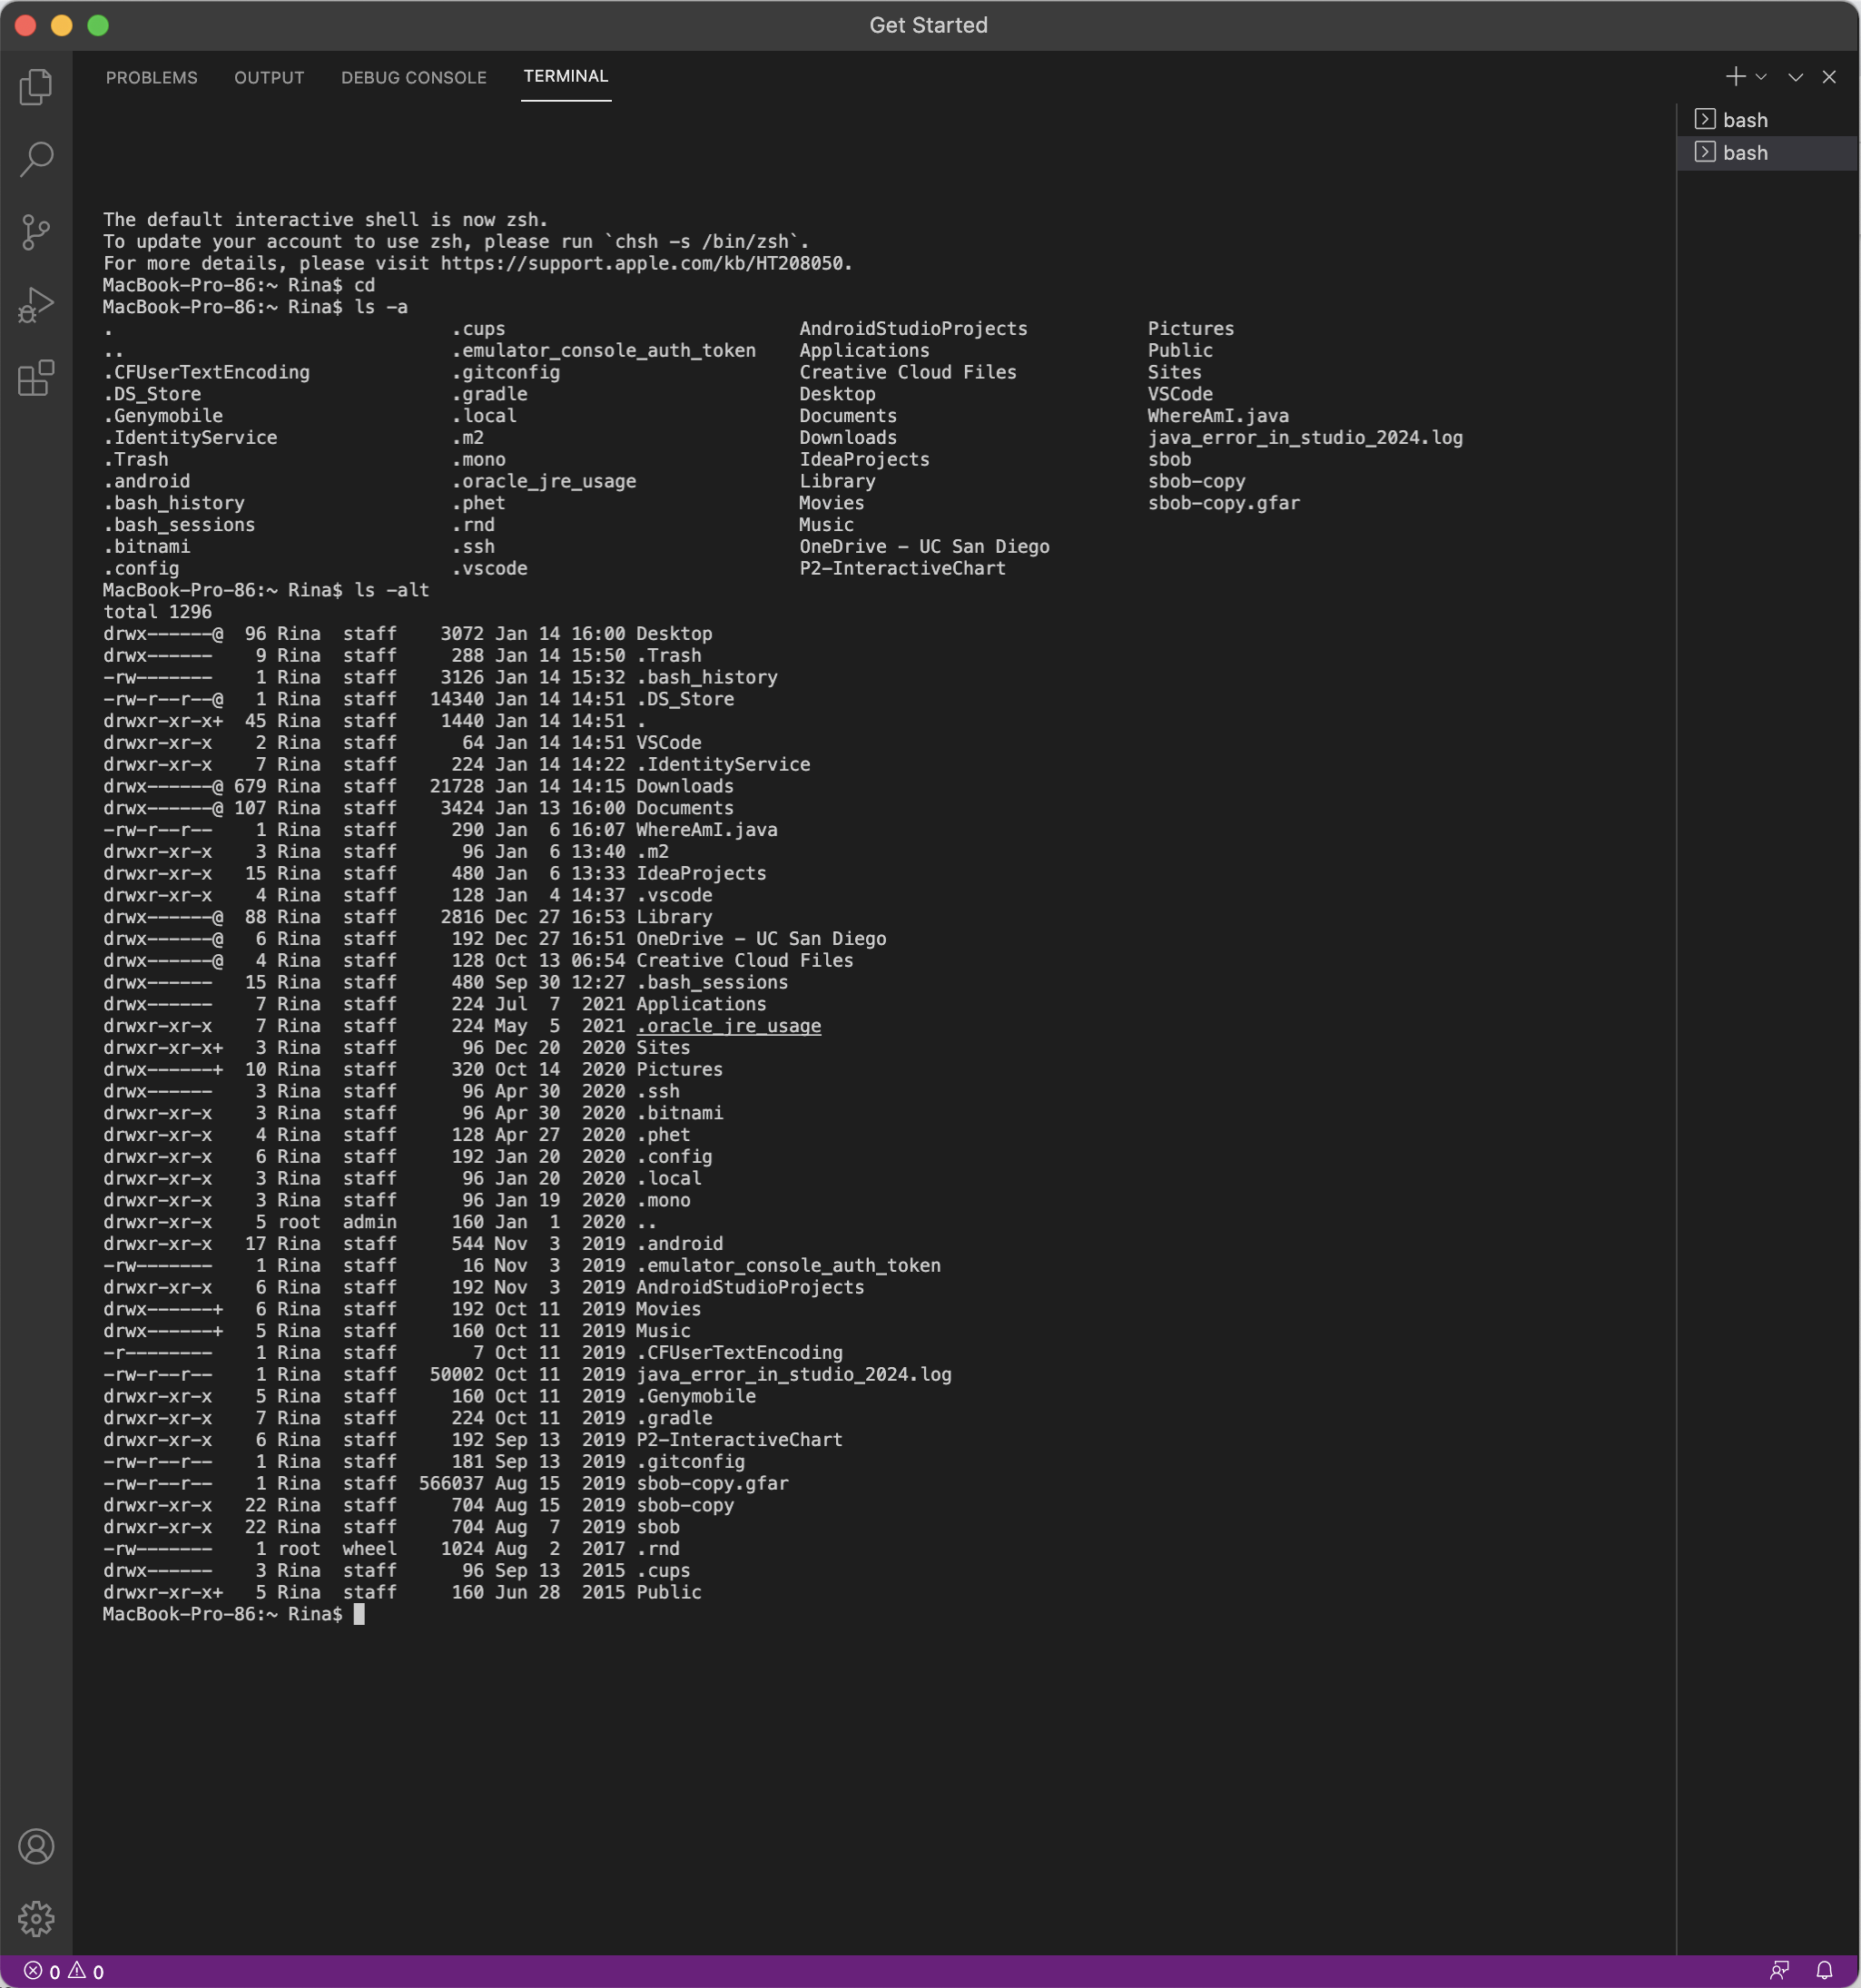 Get Started
PROBLEMS OUTPUT DEBUG CONSOLE TERMINAL
bash
bash
The default interactive shell is now zsh.
To update your account to use zsh, please run `chsh -s /bin/zsh`.
For more details, please visit https://support.apple.com/kb/HT208050.
MacBook-Pro-86:~ Rina$ cd
MacBook-Pro-86:~ Rina$ ls -a
. .cups AndroidStudioProjects Pictures
.. .emulator_console_auth_token Applications Public
.CFUserTextEncoding .gitconfig Creative Cloud Files Sites
.DS_Store .gradle Desktop VSCode
.Genymobile .local Documents WhereAmI.java
.IdentityService .m2 Downloads java_error_in_studio_2024.log
.Trash .mono IdeaProjects sbob
.android .oracle_jre_usage Library sbob-copy
.bash_history .phet Movies sbob-copy.gfar
.bash_sessions .rnd Music
.bitnami .ssh OneDrive - UC San Diego
.config .vscode P2-InteractiveChart
MacBook-Pro-86:~ Rina$ ls -alt
total 1296
drwx------@ 96 Rina staff 3072 Jan 14 16:00 Desktop
drwx------ 9 Rina staff 288 Jan 14 15:50 .Trash
-rw------- 1 Rina staff 3126 Jan 14 15:32 .bash_history
-rw-r--r--@ 1 Rina staff 14340 Jan 14 14:51 .DS_Store
drwxr-xr-x+ 45 Rina staff 1440 Jan 14 14:51 .
drwxr-xr-x 2 Rina staff 64 Jan 14 14:51 VSCode
drwxr-xr-x 7 Rina staff 224 Jan 14 14:22 .IdentityService
drwx------@ 679 Rina staff 21728 Jan 14 14:15 Downloads
drwx------@ 107 Rina staff 3424 Jan 13 16:00 Documents
-rw-r--r-- 1 Rina staff 290 Jan 6 16:07 WhereAmI.java
drwxr-xr-x 3 Rina staff 96 Jan 6 13:40 .m2
drwxr-xr-x 15 Rina staff 480 Jan 6 13:33 IdeaProjects
drwxr-xr-x 4 Rina staff 128 Jan 4 14:37 .vscode
drwx------@ 88 Rina staff 2816 Dec 27 16:53 Library
drwx------@ 6 Rina staff 192 Dec 27 16:51 OneDrive - UC San Diego
drwx------@ 4 Rina staff 128 Oct 13 06:54 Creative Cloud Files
drwx------ 15 Rina staff 480 Sep 30 12:27 .bash_sessions
drwx------ 7 Rina staff 224 Jul 7 2021 Applications
drwxr-xr-x 7 Rina staff 224 May 5 2021 .oracle_jre_usage
drwxr-xr-x+ 3 Rina staff 96 Dec 20 2020 Sites
drwx------+ 10 Rina staff 320 Oct 14 2020 Pictures
drwx------ 3 Rina staff 96 Apr 30 2020 .ssh
drwxr-xr-x 3 Rina staff 96 Apr 30 2020 .bitnami
drwxr-xr-x 4 Rina staff 128 Apr 27 2020 .phet
drwxr-xr-x 6 Rina staff 192 Jan 20 2020 .config
drwxr-xr-x 3 Rina staff 96 Jan 20 2020 .local
drwxr-xr-x 3 Rina staff 96 Jan 19 2020 .mono
drwxr-xr-x 5 root admin 160 Jan 1 2020 ..
drwxr-xr-x 17 Rina staff 544 Nov 3 2019 .android
-rw------- 1 Rina staff 16 Nov 3 2019 .emulator_console_auth_token
drwxr-xr-x 6 Rina staff 192 Nov 3 2019 AndroidStudioProjects
drwx------+ 6 Rina staff 192 Oct 11 2019 Movies
drwx------+ 5 Rina staff 160 Oct 11 2019 Music
-r-------- 1 Rina staff 7 Oct 11 2019 .CFUserTextEncoding
-rw-r--r-- 1 Rina staff 50002 Oct 11 2019 java_error_in_studio_2024.log
drwxr-xr-x 5 Rina staff 160 Oct 11 2019 .Genymobile
drwxr-xr-x 7 Rina staff 224 Oct 11 2019 .gradle
drwxr-xr-x 6 Rina staff 192 Sep 13 2019 P2-InteractiveChart
-rw-r--r-- 1 Rina staff 181 Sep 13 2019 .gitconfig
-rw-r--r-- 1 Rina staff 566037 Aug 15 2019 sbob-copy.gfar
drwxr-xr-x 22 Rina staff 704 Aug 15 2019 sbob-copy
drwxr-xr-x 22 Rina staff 704 Aug 7 2019 sbob
-rw------- 1 root wheel 1024 Aug 2 2017 .rnd
drwx------ 3 Rina staff 96 Sep 13 2015 .cups
drwxr-xr-x+ 5 Rina staff 160 Jun 28 2015 Public
MacBook-Pro-86:~ Rina$
0 0